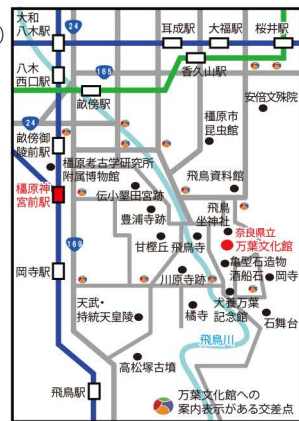 )
大和
八木駅
耳成駅
大福駅
桜井駅
24
165
八木
西口駅
畝傍駅
香久山駅
安倍文殊院
橿原市
昆虫館
24
畝傍御
陵前駅
橿原考古学研究所
附属博物館
飛鳥資料館
橿原神
宮前駅
伝小墾田宮跡
飛鳥
坐神社
奈良県立
万葉文化館
豊浦寺跡
169
甘樫丘
飛鳥寺
亀型石造物
酒船石
岡寺
岡寺駅
川原寺跡
犬養万葉
記念館
天武・
持統天皇陵
橘寺
石舞台
飛鳥川
高松塚古墳
飛鳥駅
万葉文化館への
案内表示がある交差点